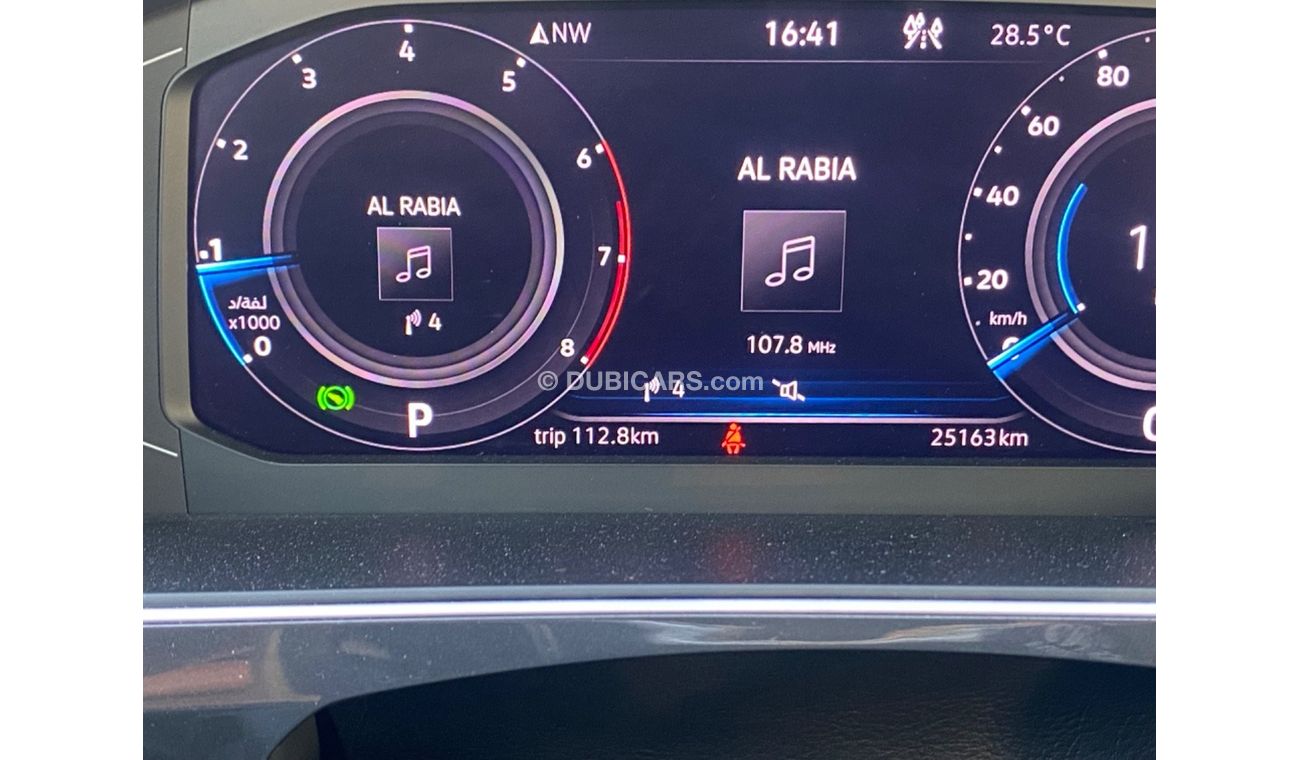 NW 16:41 28.5°C
1 2 3 4 5 6 7 8
لفة/د
x1000
0
AL RABIA
4
P
AL RABIA
107.8 MHz
4
trip 112.8km 25163km
80
60
40
20
km/h
1
© DUBICARS.com